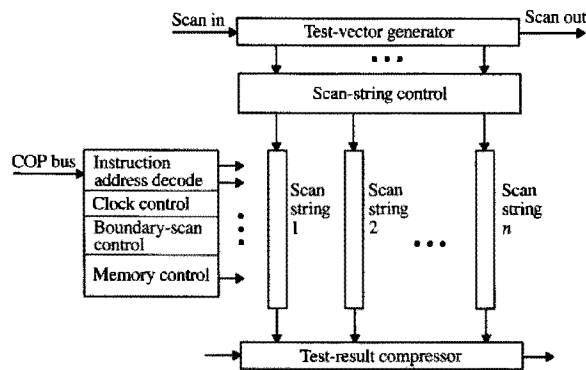 Scan in
Test-vector generator
Scan out
Scan-string control
COP bus
Instruction
address decode
Clock control
Boundary-scan
control
Memory control
Scan
string
1
Scan
string
2
Scan
string
n
Test-result compressor